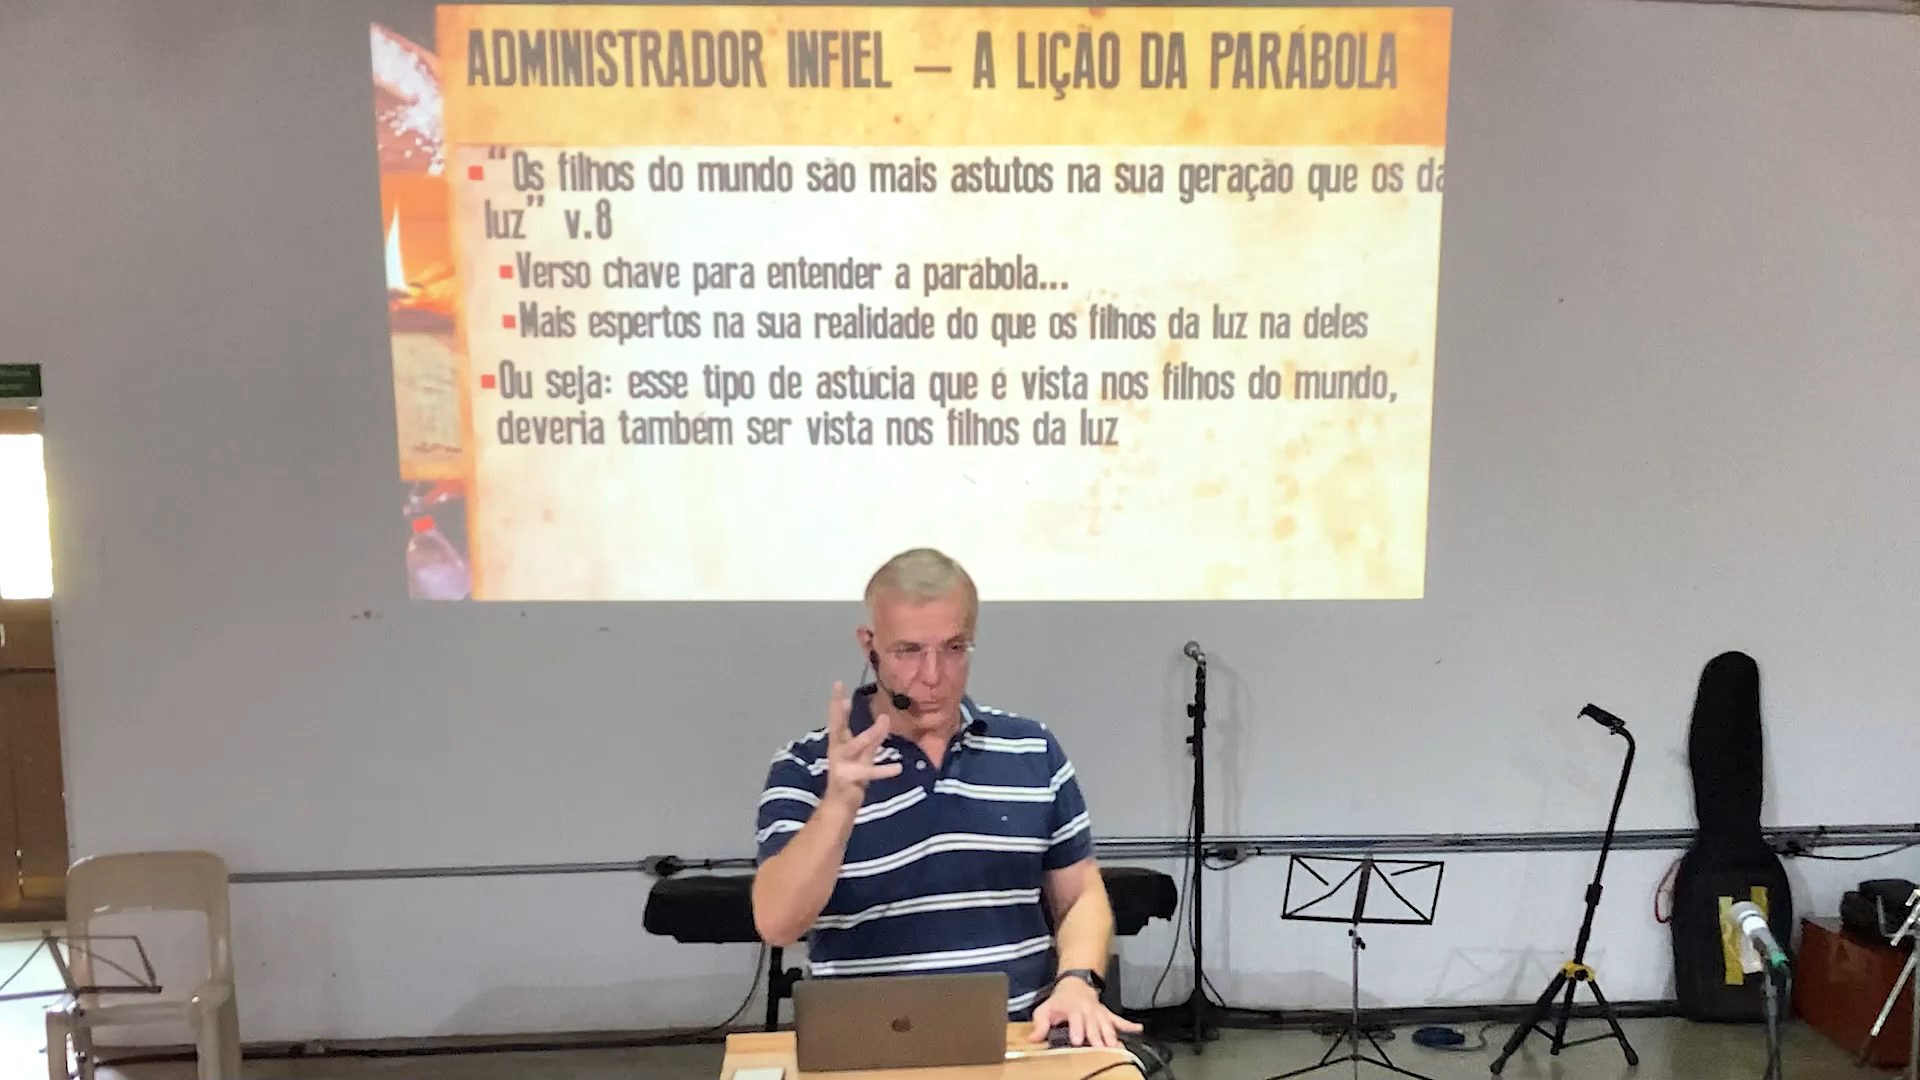 ADMINISTRADOR INFIEL – A LIÇÃO DA PARÁBOLA
▪“Os filhos do mundo são mais astutos na sua geração que os da
luz” v.8
▪Verso chave para entender a parábola...
▪Mais espertos na sua realidade do que os filhos da luz na deles
▪Ou seja: esse tipo de astúcia que é vista nos filhos do mundo,
deveria também ser vista nos filhos da luz